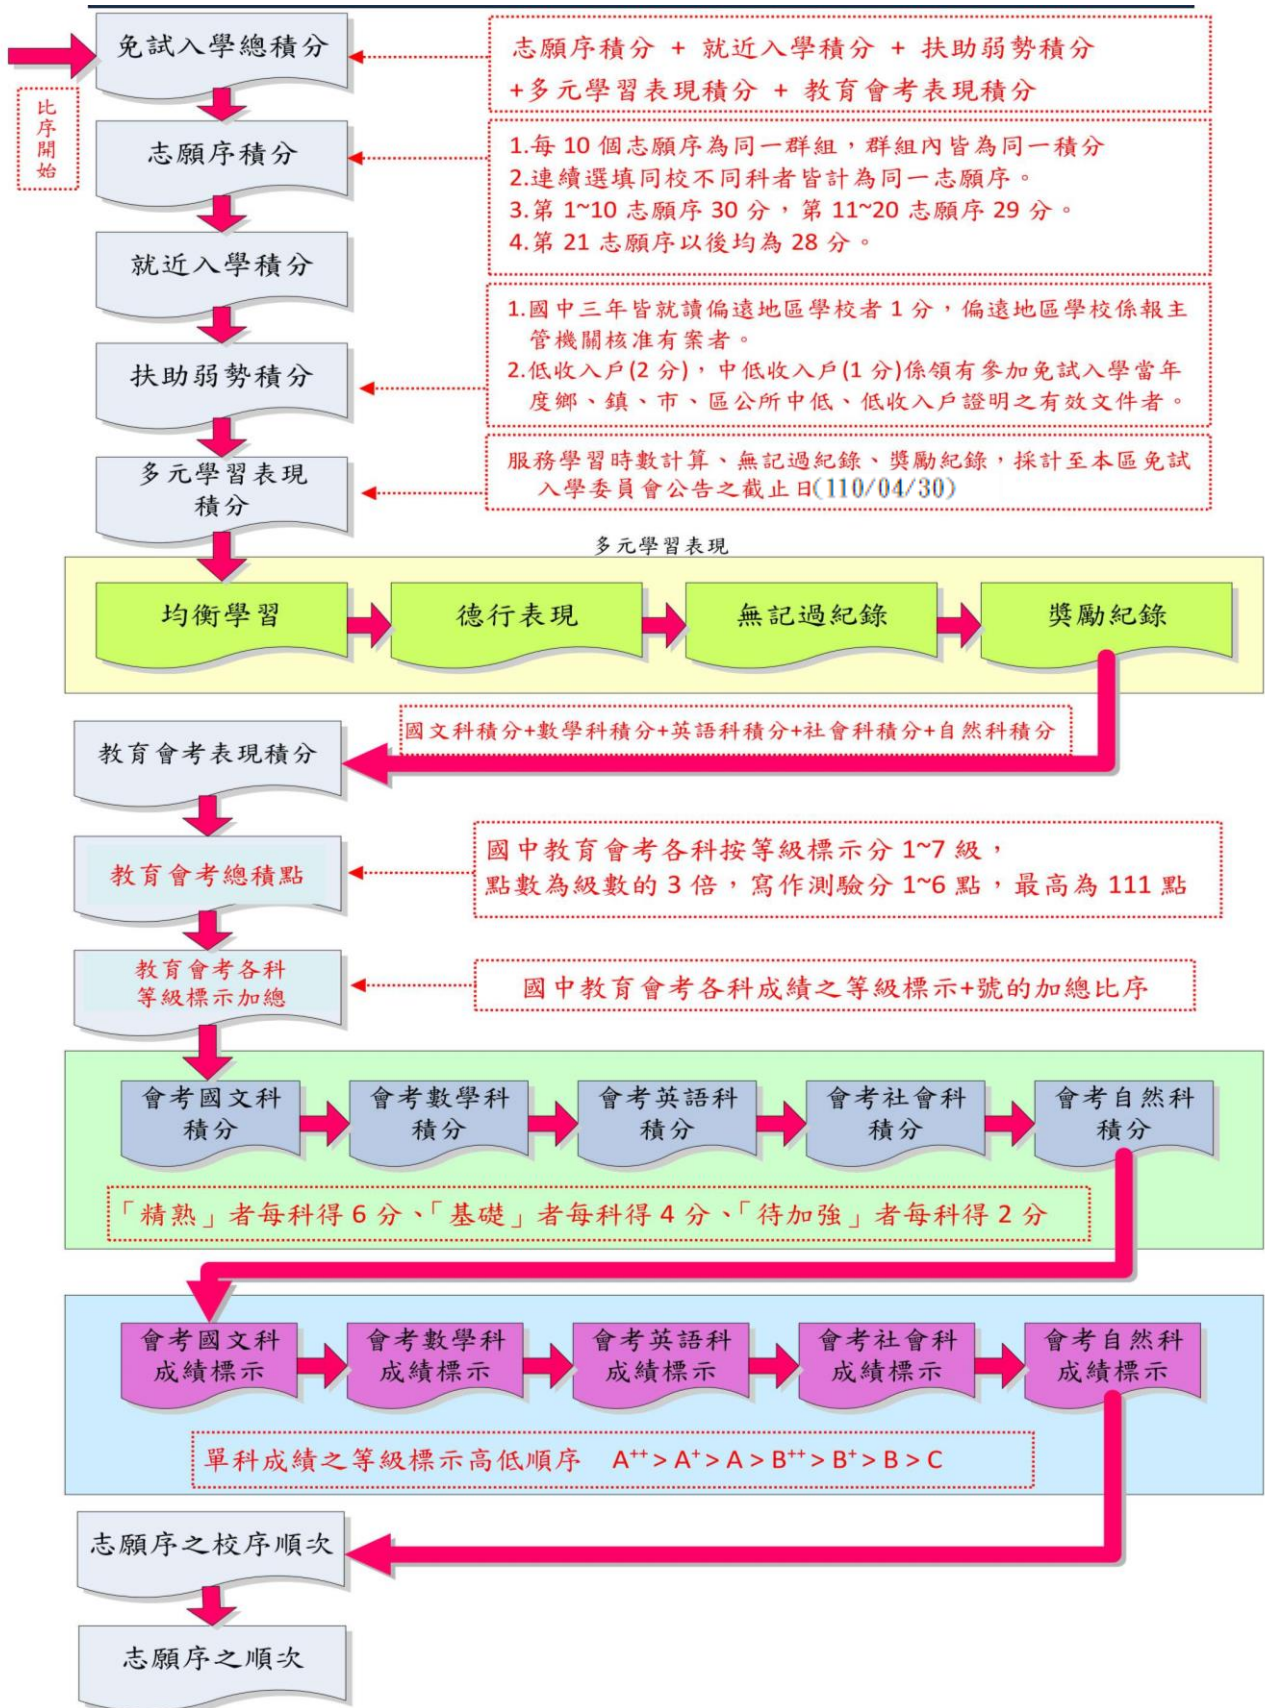 免試入學總積分
志願序積分 + 就近入學積分 + 扶助弱勢積分
+多元學習表現積分 + 教育會考表現積分
比
序
開
始
志願序積分
1.每 10 個志願序為同一群組，群組內皆為同一積分
2.連續選填同校不同科者皆計為同一志願序。
3.第 1~10 志願序 30 分，第 11~20 志願序 29 分。
4.第 21 志願序以後均為 28 分。
就近入學積分
扶助弱勢積分
1.國中三年皆就讀偏遠地區學校者 1 分，偏遠地區學校係報主
管機關核准有案者。
2.低收入戶(2 分)，中低收入戶(1 分)係領有參加免試入學當年
度鄉、鎮、市、區公所中低、低收入戶證明之有效文件者。
多元學習表現
積分
服務學習時數計算、無記過紀錄、獎勵紀錄，採計至本區免試
入學委員會公告之截止日(110/04/30)
多元學習表現
均衡學習
德行表現
無記過紀錄
獎勵紀錄
國文科積分+數學科積分+英語科積分+社會科積分+自然科積分
教育會考表現積分
教育會考總積點
國中教育會考各科按等級標示分 1~7 級，
點數為級數的 3 倍，寫作測驗分 1~6 點，最高為 111 點
教育會考各科
等級標示加總
國中教育會考各科成績之等級標示+號的加總比序
會考國文科
積分
會考數學科
積分
會考英語科
積分
會考社會科
積分
會考自然科
積分
「精熟」者每科得 6 分、「基礎」者每科得 4 分、「待加強」者每科得 2 分
會考國文科
成績標示
會考數學科
成績標示
會考英語科
成績標示
會考社會科
成績標示
會考自然科
成績標示
單科成績之等級標示高低順序 A⁺⁺ > A⁺ > A > B⁺⁺ > B⁺ > B > C
志願序之校序順次
志願序之順次